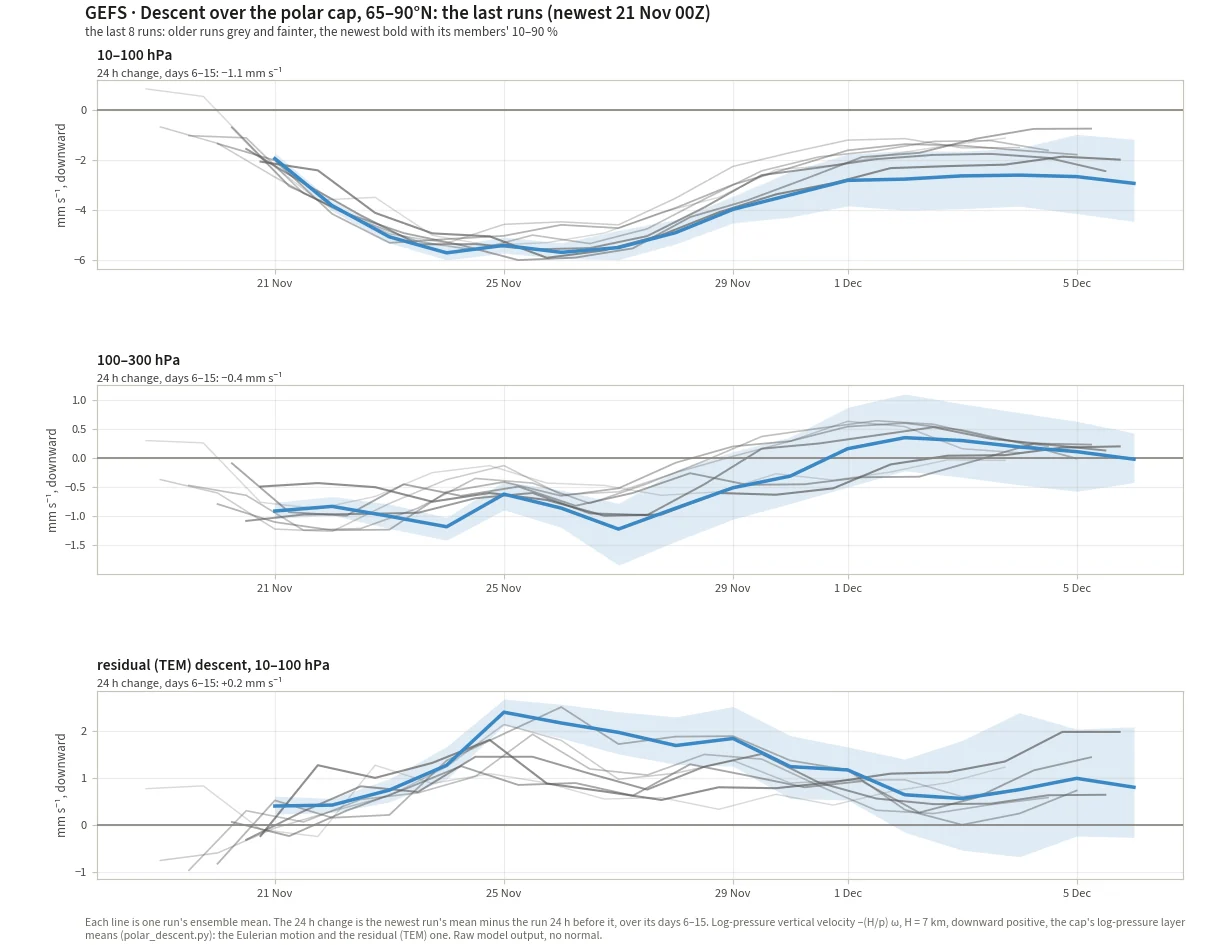 GEFS · Descent over the polar cap, 65–90°N: the last runs (newest 21 Nov 00Z)
the last 8 runs: older runs grey and fainter, the newest bold with its members' 10–90 %
10–100 hPa
24 h change, days 6–15: −1.1 mm s⁻¹
0
−2
−4
−6
mm s⁻¹, downward
21 Nov
25 Nov
29 Nov
1 Dec
5 Dec
100–300 hPa
24 h change, days 6–15: −0.4 mm s⁻¹
1.0
0.5
0.0
−0.5
−1.0
−1.5
mm s⁻¹, downward
21 Nov
25 Nov
29 Nov
1 Dec
5 Dec
residual (TEM) descent, 10–100 hPa
24 h change, days 6–15: +0.2 mm s⁻¹
2
1
0
−1
mm s⁻¹, downward
21 Nov
25 Nov
29 Nov
1 Dec
5 Dec
Each line is one run's ensemble mean. The 24 h change is the newest run's mean minus the run 24 h before it, over its days 6–15. Log-pressure vertical velocity −(H/p) ω, H = 7 km, downward positive, the cap's log-pressure layer
means (polar_descent.py): the Eulerian motion and the residual (TEM) one. Raw model output, no normal.